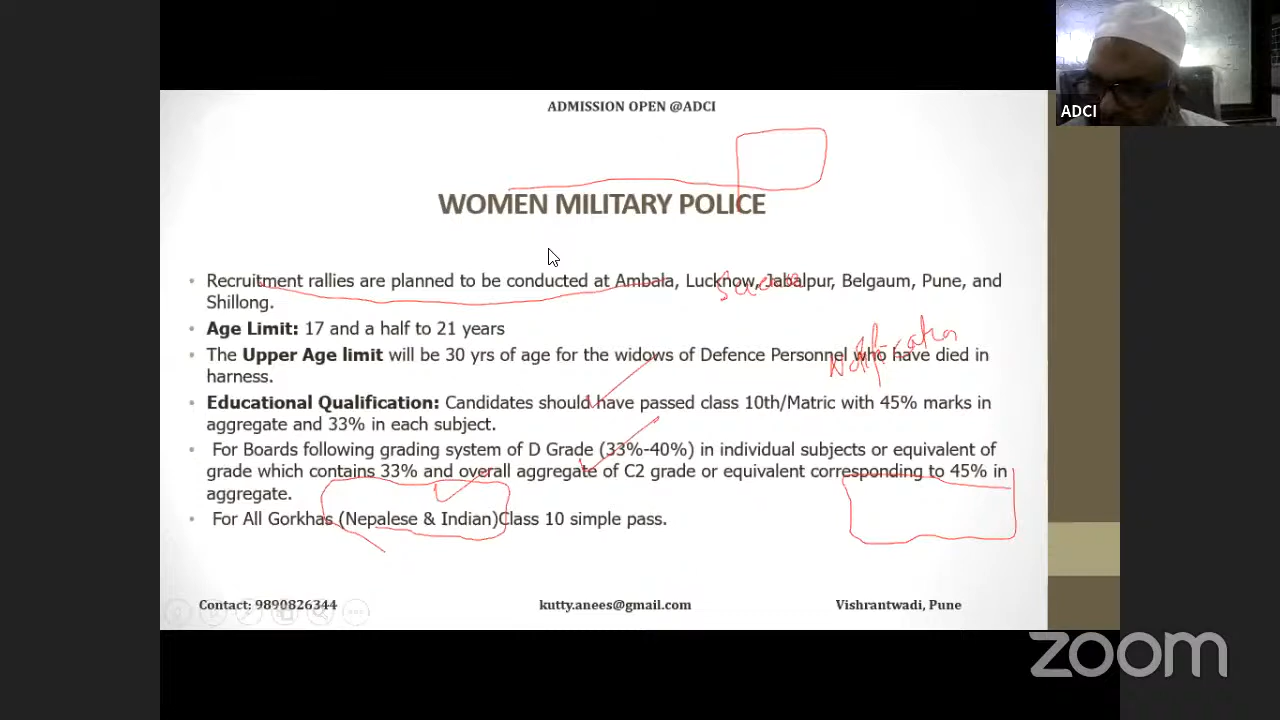 ADMISSION OPEN @ADCI
ADCI
WOMEN MILITARY POLICE
• Recruitment rallies are planned to be conducted at Ambala, Lucknow, Jabalpur, Belgaum, Pune, and
Shillong.
• Age Limit: 17 and a half to 21 years
• The Upper Age limit will be 30 yrs of age for the widows of Defence Personnel who have died in
harness.
Notification
• Educational Qualification: Candidates should have passed class 10th/Matric with 45% marks in
aggregate and 33% in each subject.
• For Boards following grading system of D Grade (33%-40%) in individual subjects or equivalent of
grade which contains 33% and overall aggregate of C2 grade or equivalent corresponding to 45% in
aggregate.
• For All Gorkhas (Nepalese & Indian)Class 10 simple pass.
Contact: 9890826344
kutty.anees@gmail.com
Vishrantwadi, Pune
zoom